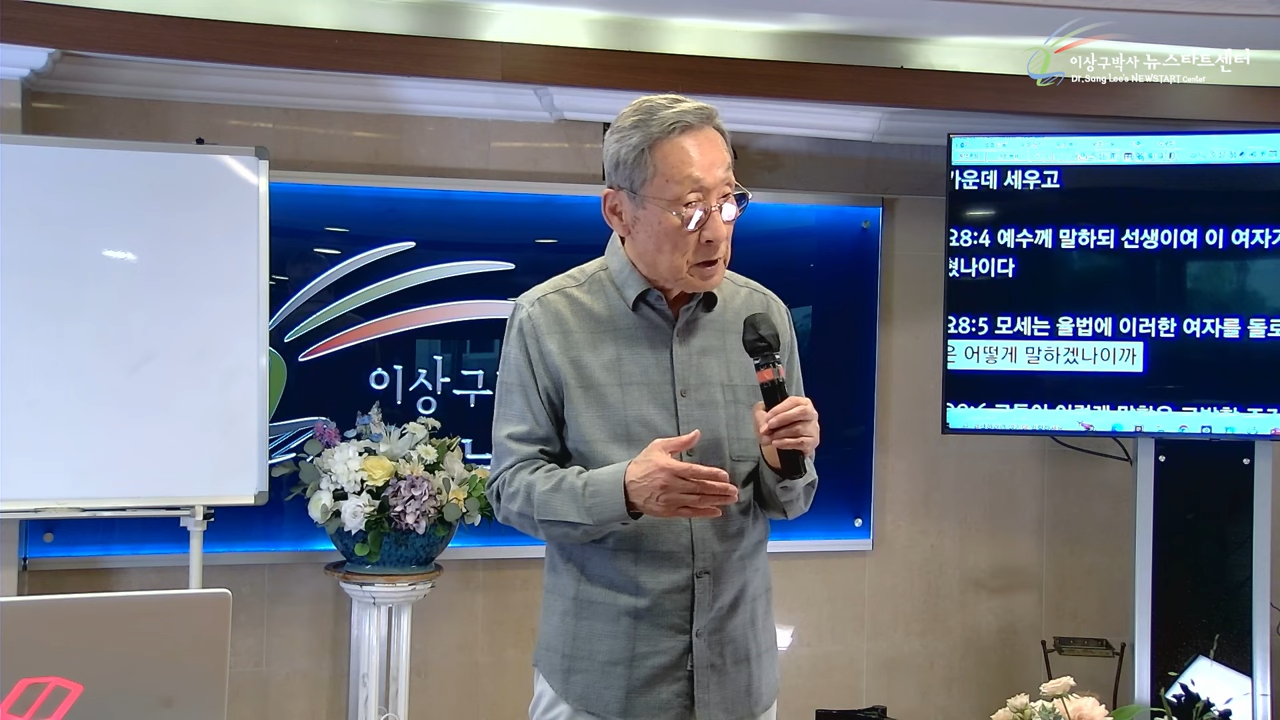 이상구박사 뉴스타트센터
Dr.Sang Lee's NEWSTART Center
가운데 세우고
요8:4 예수께 말하되 선생이여 이 여자가
혔나이다
요8:5 모세는 율법에 이러한 여자를 돌로
은 어떻게 말하겠나이까
이상구